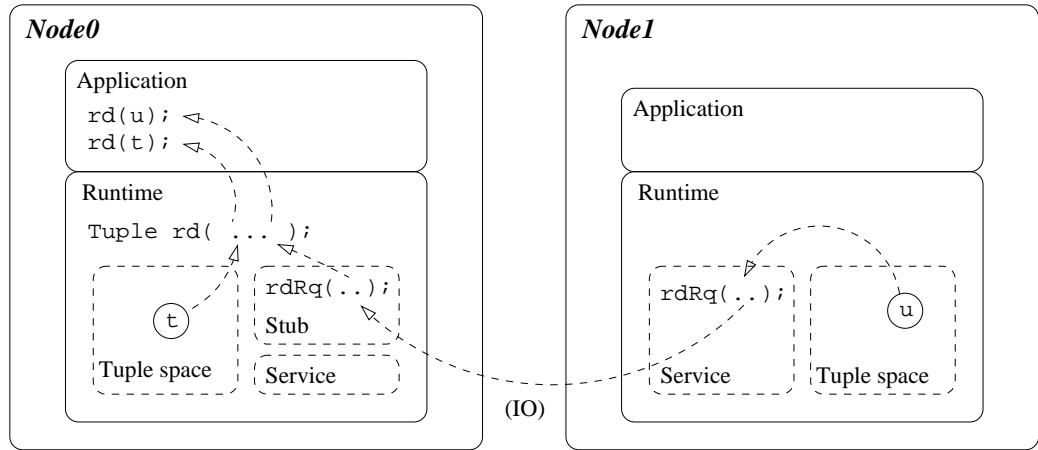 Node0
Application
rd(u);
rd(t);
Runtime
Tuple rd( ... );
t
Tuple space
rdRq(..);
Stub
Service
(IO)
Node1
Application
Runtime
rdRq(..);
Service
u
Tuple space